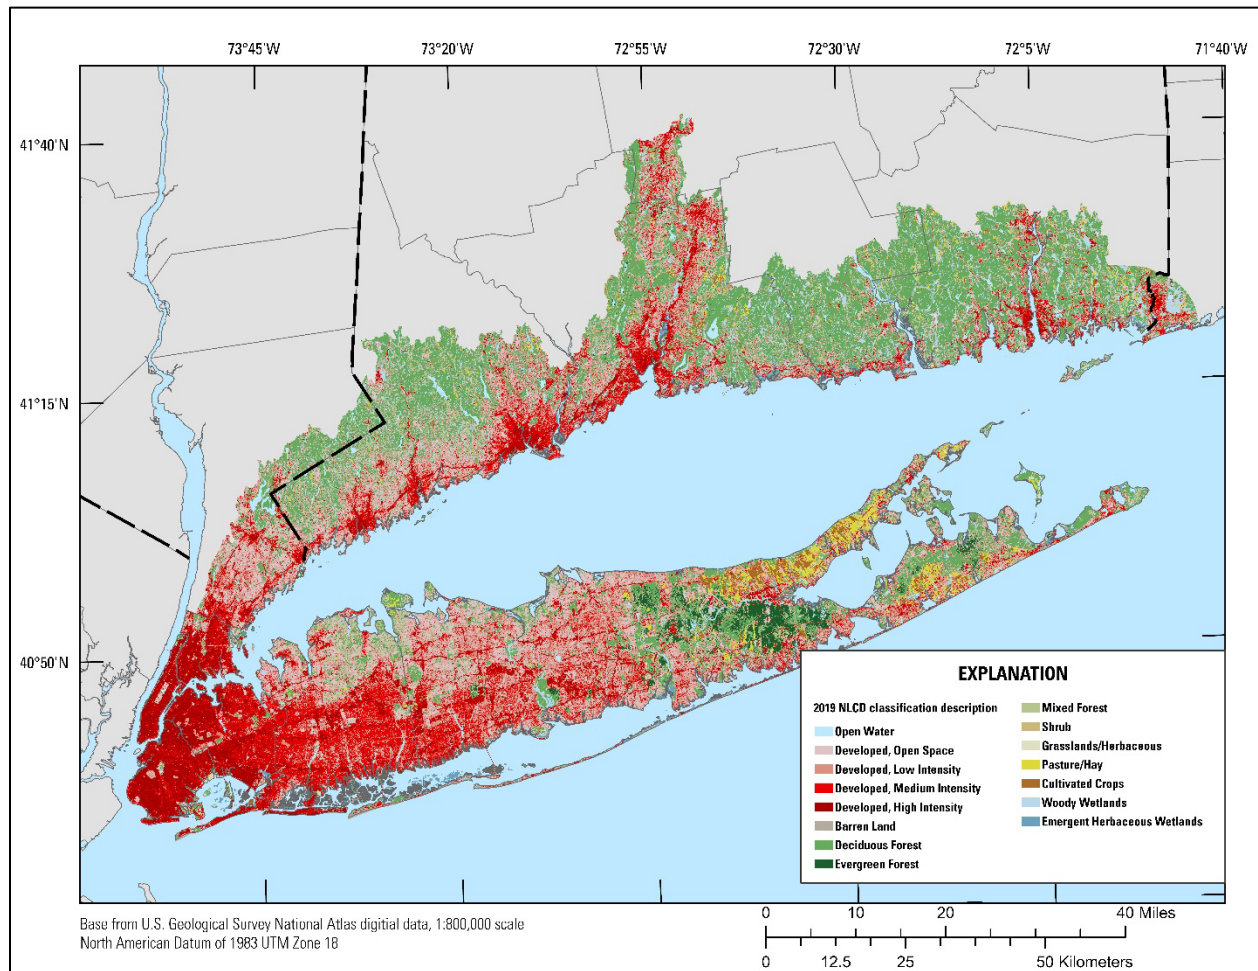 73°45'W 73°20'W 72°55'W 72°30'W 72°5'W 71°40'W
41°40'N
41°15'N
40°50'N
EXPLANATION
2019 NLCD classification description
Open Water
Developed, Open Space
Developed, Low Intensity
Developed, Medium Intensity
Developed, High Intensity
Barren Land
Deciduous Forest
Evergreen Forest
Mixed Forest
Shrub
Grasslands/Herbaceous
Pasture/Hay
Cultivated Crops
Woody Wetlands
Emergent Herbaceous Wetlands
Base from U.S. Geological Survey National Atlas digitial data, 1:800,000 scale
North American Datum of 1983 UTM Zone 18
0 10 20 40 Miles
0 12.5 25 50 Kilometers